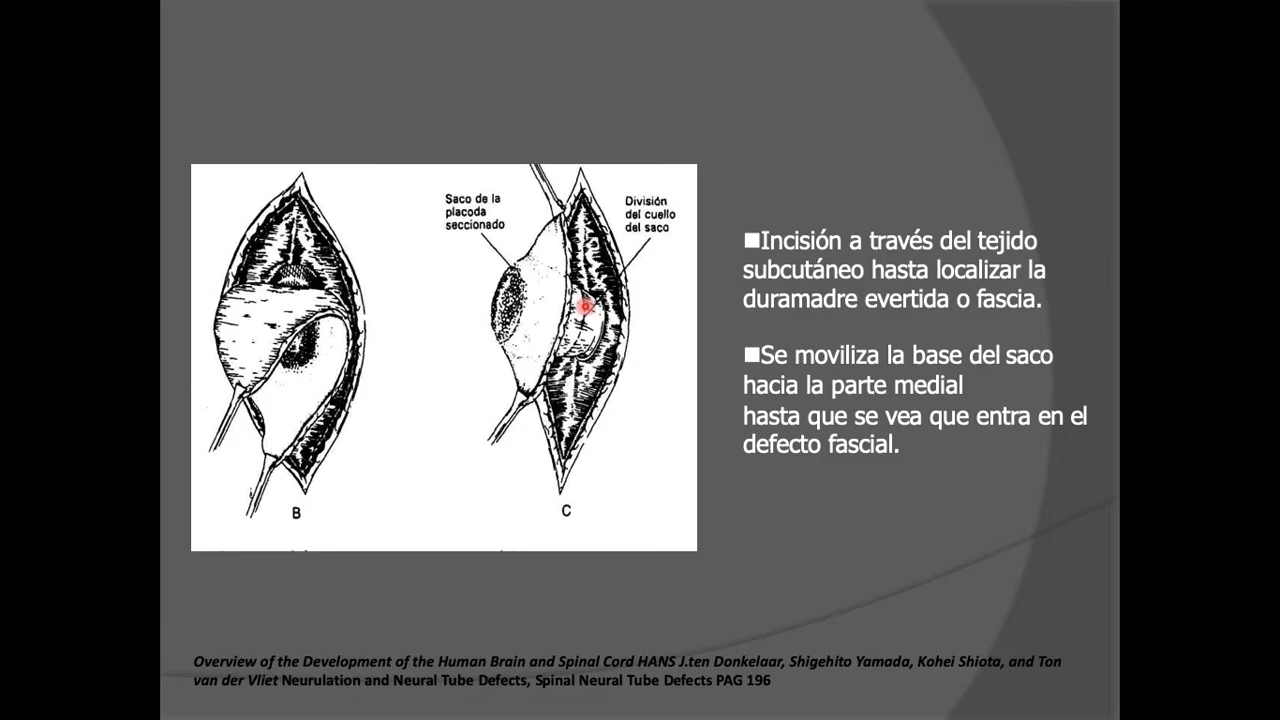 Saco de la
placoda
seccionado
División
del cuello
del saco
B
C
■Incisión a través del tejido
subcutáneo hasta localizar la
duramadre evertida o fascia.
■Se moviliza la base del saco
hacia la parte medial
hasta que se vea que entra en el
defecto fascial.
Overview of the Development of the Human Brain and Spinal Cord HANS J.ten Donkelaar, Shigehito Yamada, Kohei Shiota, and Ton
van der Vliet Neurulation and Neural Tube Defects, Spinal Neural Tube Defects PAG 196